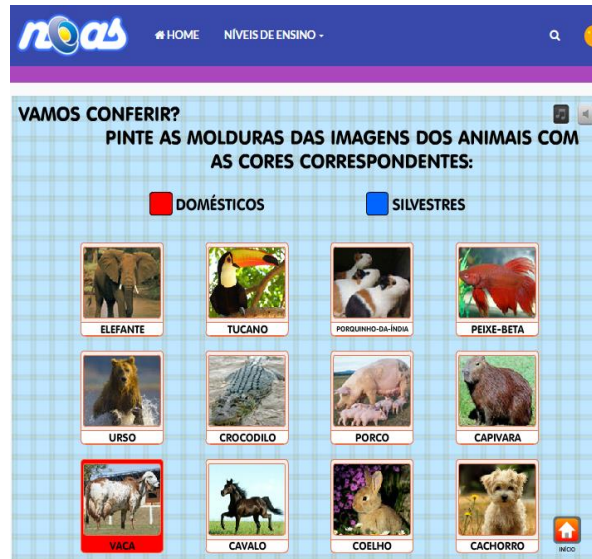 noas
HOME NÍVEIS DE ENSINO
VAMOS CONFERIR?
PINTE AS MOLDURAS DAS IMAGENS DOS ANIMAIS COM
AS CORES CORRESPONDENTES:
DOMÉSTICOS SILVESTRES
ELEFANTE TUCANO PORQUINHO-DA-ÍNDIA PEIXE-BETA
URSO CROCODILO PORCO CAPIVARA
VACA CAVALO COELHO CACHORRO
INÍCIO